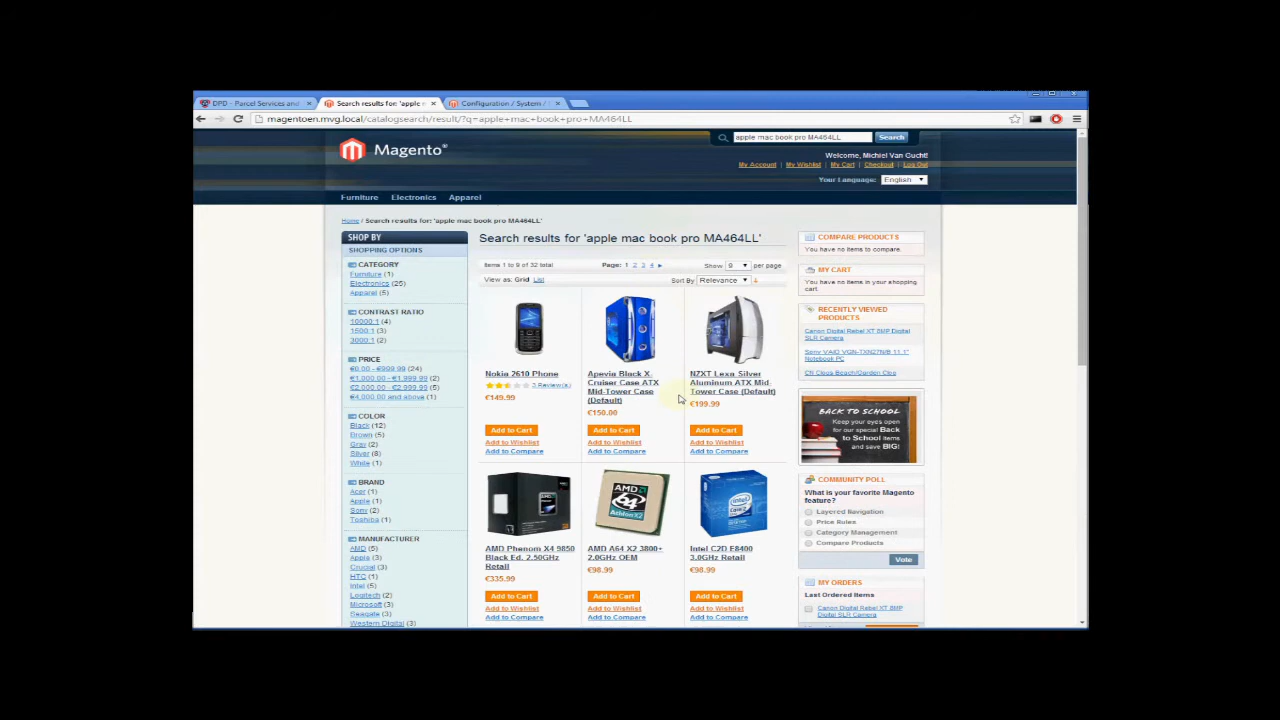 DPD - Parcel Services and
Search results for: 'apple m
Configuration / System /
magentoen.mvg.local/catalogsearch/result/?q=apple+mac+book+pro+MA464LL
apple mac book pro MA464LL
Search
Magento®
Welcome, Michiel Van Gucht!
My Account | My Wishlist | My Cart | Checkout | Log Out
Your Language: English
Furniture Electronics Apparel
Home / Search results for: 'apple mac book pro MA464LL'
SHOP BY
SHOPPING OPTIONS
CATEGORY
Furniture (1)
Electronics (25)
Apparel (5)
CONTRAST RATIO
10000:1 (4)
1500:1 (3)
3000:1 (2)
PRICE
€0.00 - €999.99 (24)
€1,000.00 - €1,999.99 (2)
€2,000.00 - €2,999.99 (5)
€4,000.00 and above (1)
COLOR
Black (12)
Brown (5)
Gray (2)
Silver (8)
White (1)
BRAND
Acer (1)
Apple (1)
Sony (2)
Toshiba (1)
MANUFACTURER
AMD (5)
Apple (3)
Crucial (3)
HTC (1)
Intel (5)
Logitech (2)
Microsoft (3)
Seagate (3)
Western Digital (3)
Search results for 'apple mac book pro MA464LL'
Items 1 to 9 of 32 total
Page: 1 2 3 4
Show 9 per page
View as: Grid List
Sort By Relevance
Nokia 2610 Phone
3 Review(s)
€149.99
Add to Cart
Add to Wishlist
Add to Compare
Apevia Black X-
Cruiser Case ATX
Mid-Tower Case
(Default)
€150.00
Add to Cart
Add to Wishlist
Add to Compare
NZXT Lexa Silver
Aluminum ATX Mid-
Tower Case (Default)
€199.99
Add to Cart
Add to Wishlist
Add to Compare
AMD Phenom X4 9850
Black Ed. 2.50GHz
Retail
€335.99
Add to Cart
Add to Wishlist
Add to Compare
AMD
64
Athlon X2
AMD A64 X2 3800+
2.0GHz OEM
€98.99
Add to Cart
Add to Wishlist
Add to Compare
Intel C2D E8400
3.0GHz Retail
€98.99
Add to Cart
Add to Wishlist
Add to Compare
COMPARE PRODUCTS
You have no items to compare.
MY CART
You have no items in your shopping
cart.
RECENTLY VIEWED
PRODUCTS
Canon Digital Rebel XT 8MP Digital
SLR Camera
Sony VAIO VGN-TXN27N/B 11.1"
Notebook PC
CN Clogs Beach/Garden Clog
BACK TO SCHOOL
Keep your eyes
open for our
special Back
to School items
and save BIG!
COMMUNITY POLL
What is your favorite Magento
feature?
Layered Navigation
Price Rules
Category Management
Compare Products
Vote
MY ORDERS
Last Ordered Items
Canon Digital Rebel XT 8MP
Digital SLR Camera